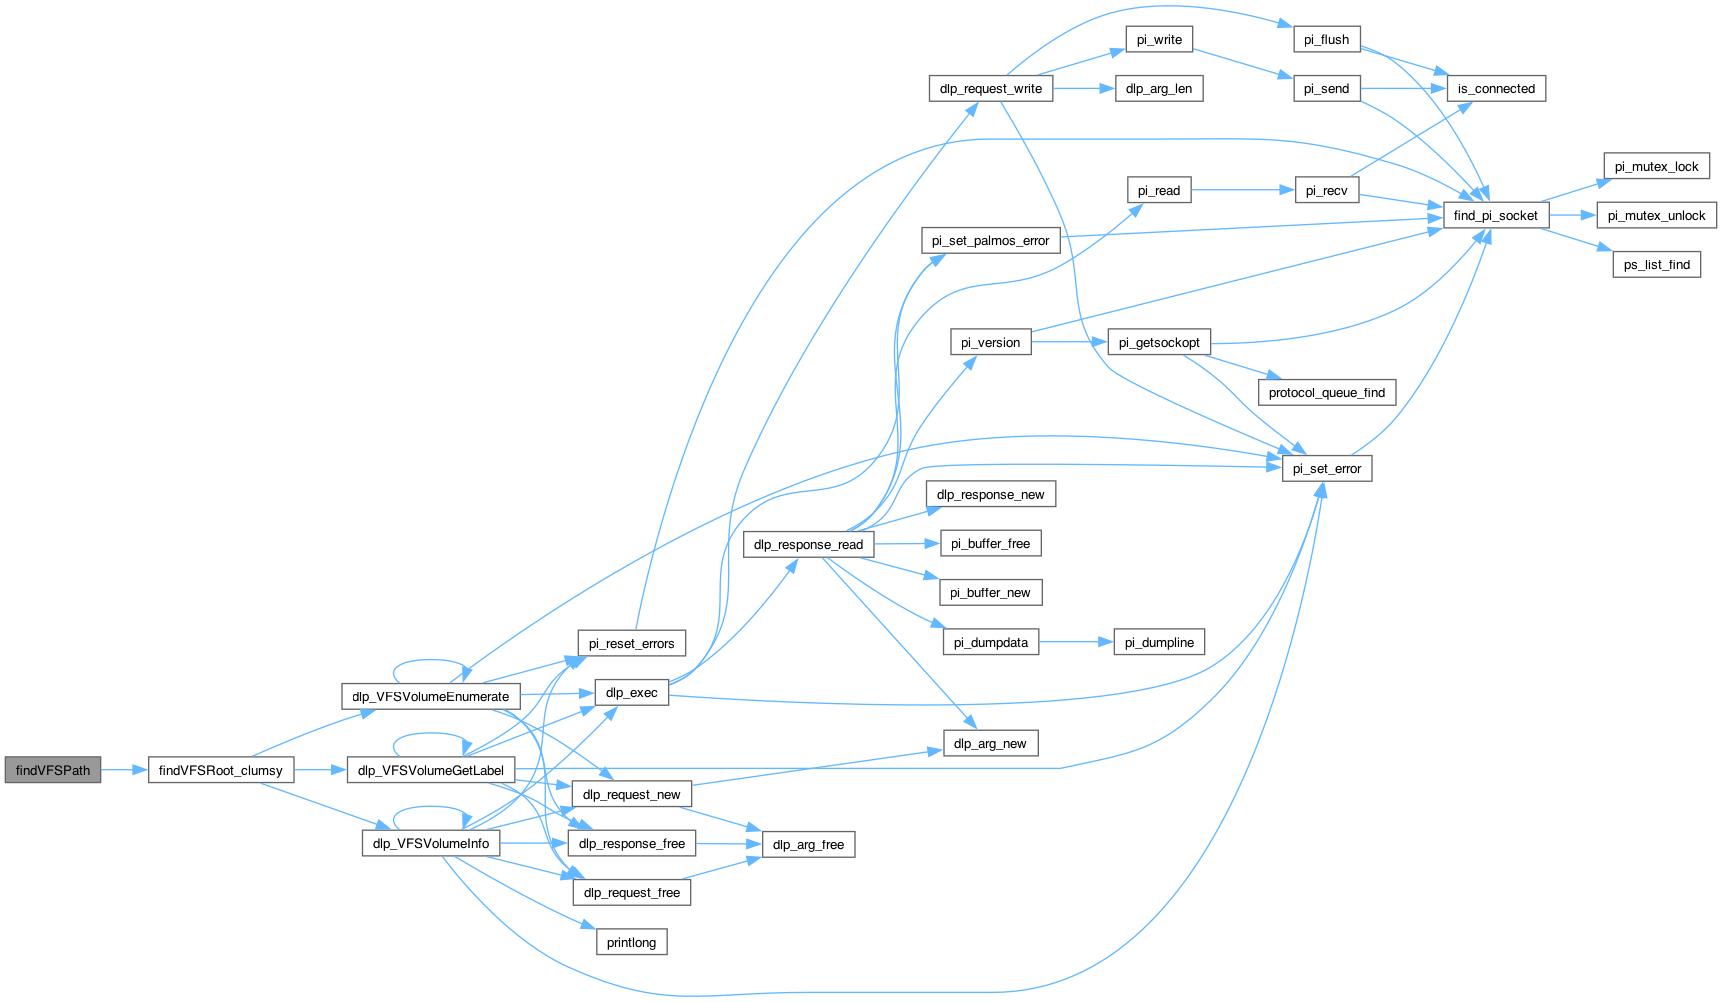 findVFSPath
findVFSRoot_clumsy
dlp_VFSVolumeEnumerate
dlp_VFSVolumeGetLabel
dlp_VFSVolumeInfo
pi_reset_errors
dlp_exec
dlp_request_new
dlp_response_free
dlp_request_free
printlong
dlp_response_read
dlp_arg_free
dlp_request_write
pi_set_palmos_error
pi_version
dlp_response_new
pi_buffer_free
pi_buffer_new
pi_dumpdata
dlp_arg_new
pi_write
dlp_arg_len
pi_read
pi_getsockopt
pi_dumpline
pi_flush
pi_send
pi_recv
protocol_queue_find
pi_set_error
is_connected
find_pi_socket
pi_mutex_lock
pi_mutex_unlock
ps_list_find